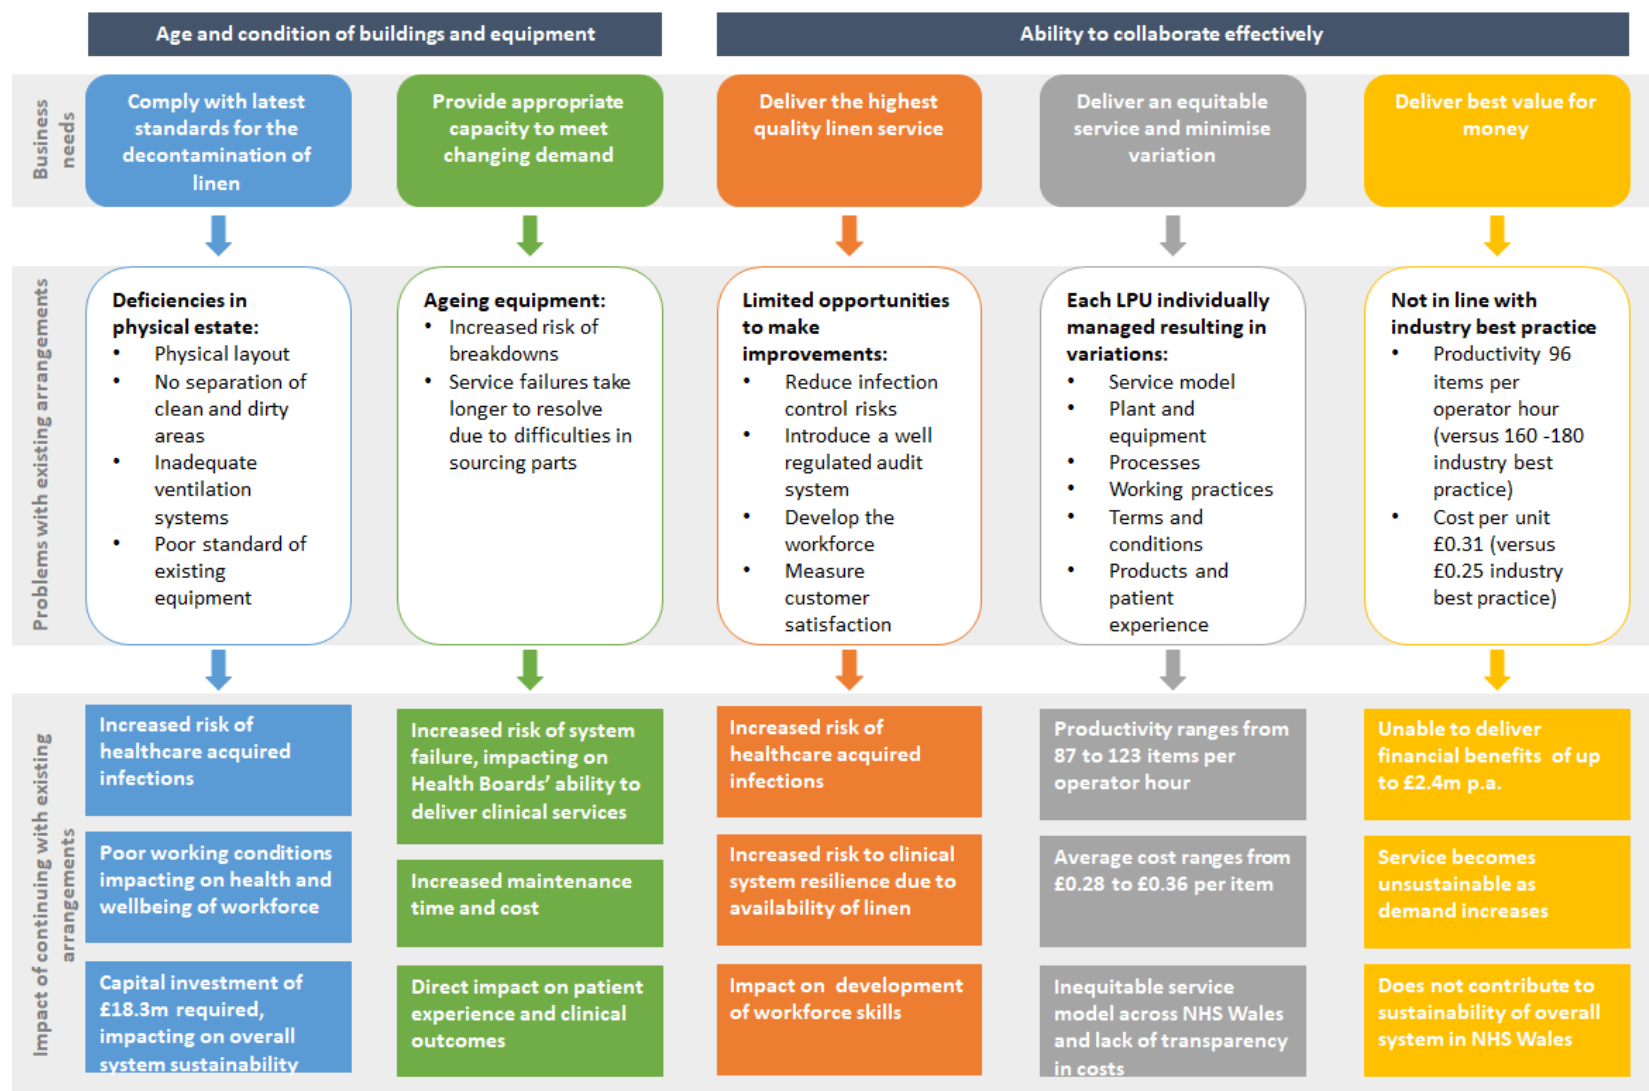 Age and condition of buildings and equipment
Ability to collaborate effectively
Business
needs
Comply with latest
standards for the
decontamination of
linen
Provide appropriate
capacity to meet
changing demand
Deliver the highest
quality linen service
Deliver an equitable
service and minimise
variation
Deliver best value for
money
Problems with existing arrangements
Deficiencies in
physical estate:
• Physical layout
• No separation of
clean and dirty
areas
• Inadequate
ventilation
systems
• Poor standard of
existing
equipment
Ageing equipment:
• Increased risk of
breakdowns
• Service failures take
longer to resolve
due to difficulties in
sourcing parts
Limited opportunities
to make
improvements:
• Reduce infection
control risks
• Introduce a well
regulated audit
system
• Develop the
workforce
• Measure
customer
satisfaction
Each LPU individually
managed resulting in
variations:
• Service model
• Plant and
equipment
• Processes
• Working practices
• Terms and
conditions
• Products and
patient
experience
Not in line with
industry best practice
• Productivity 96
items per
operator hour
(versus 160 -180
industry best
practice)
• Cost per unit
£0.31 (versus
£0.25 industry
best practice)
Impact of continuing with existing
arrangements
Increased risk of
healthcare acquired
infections
Poor working conditions
impacting on health and
wellbeing of workforce
Capital investment of
£18.3m required,
impacting on overall
system sustainability
Increased risk of system
failure, impacting on
Health Boards’ ability to
deliver clinical services
Increased maintenance
time and cost
Direct impact on patient
experience and clinical
outcomes
Increased risk of
healthcare acquired
infections
Increased risk to clinical
system resilience due to
availability of linen
Impact on development
of workforce skills
Productivity ranges from
87 to 123 items per
operator hour
Average cost ranges from
£0.28 to £0.36 per item
Inequitable service
model across NHS Wales
and lack of transparency
in costs
Unable to deliver
financial benefits of up
to £2.4m p.a.
Service becomes
unsustainable as
demand increases
Does not contribute to
sustainability of overall
system in NHS Wales